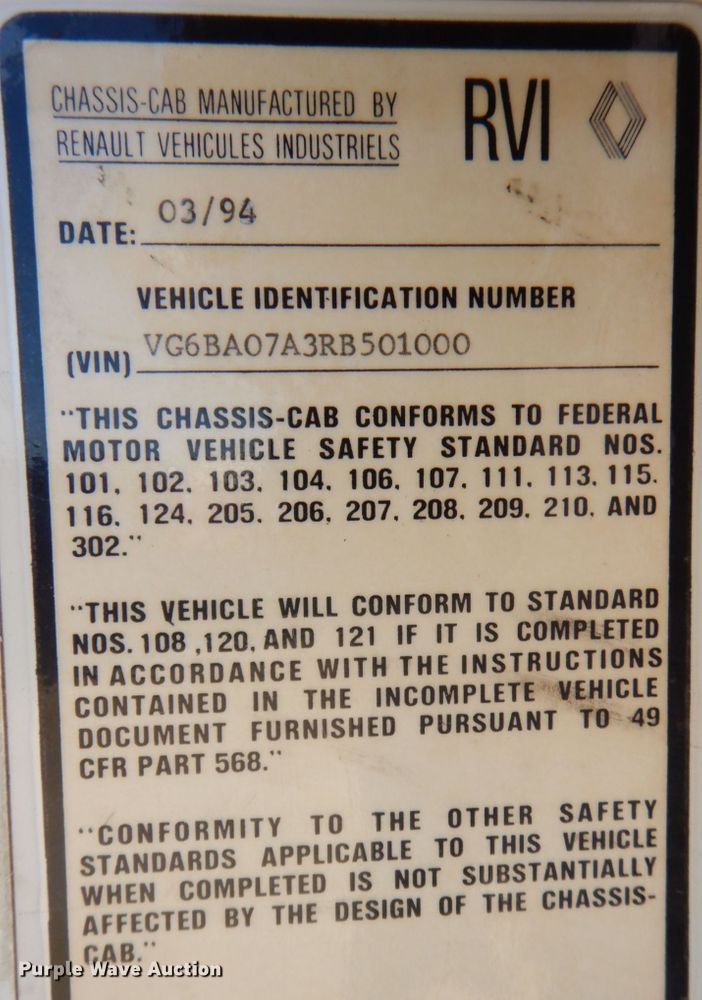 CHASSIS-CAB MANUFACTURED BY
RENAULT VEHICULES INDUSTRIELS
RVI
DATE: 03/94
VEHICLE IDENTIFICATION NUMBER
(VIN) VG6BA07A3RB501000
"THIS CHASSIS-CAB CONFORMS TO FEDERAL
MOTOR VEHICLE SAFETY STANDARD NOS.
101, 102, 103, 104, 106, 107, 111, 113, 115.
116, 124, 205. 206, 207, 208, 209, 210, AND
302."
"THIS VEHICLE WILL CONFORM TO STANDARD
NOS. 108 ,120, AND 121 IF IT IS COMPLETED
IN ACCORDANCE WITH THE INSTRUCTIONS
CONTAINED IN THE INCOMPLETE VEHICLE
DOCUMENT FURNISHED PURSUANT TO 49
CFR PART 568."
"CONFORMITY TO THE OTHER SAFETY
STANDARDS APPLICABLE TO THIS VEHICLE
WHEN COMPLETED IS NOT SUBSTANTIALLY
AFFECTED BY THE DESIGN OF THE CHASSIS-
CAB."
Purple Wave Auction